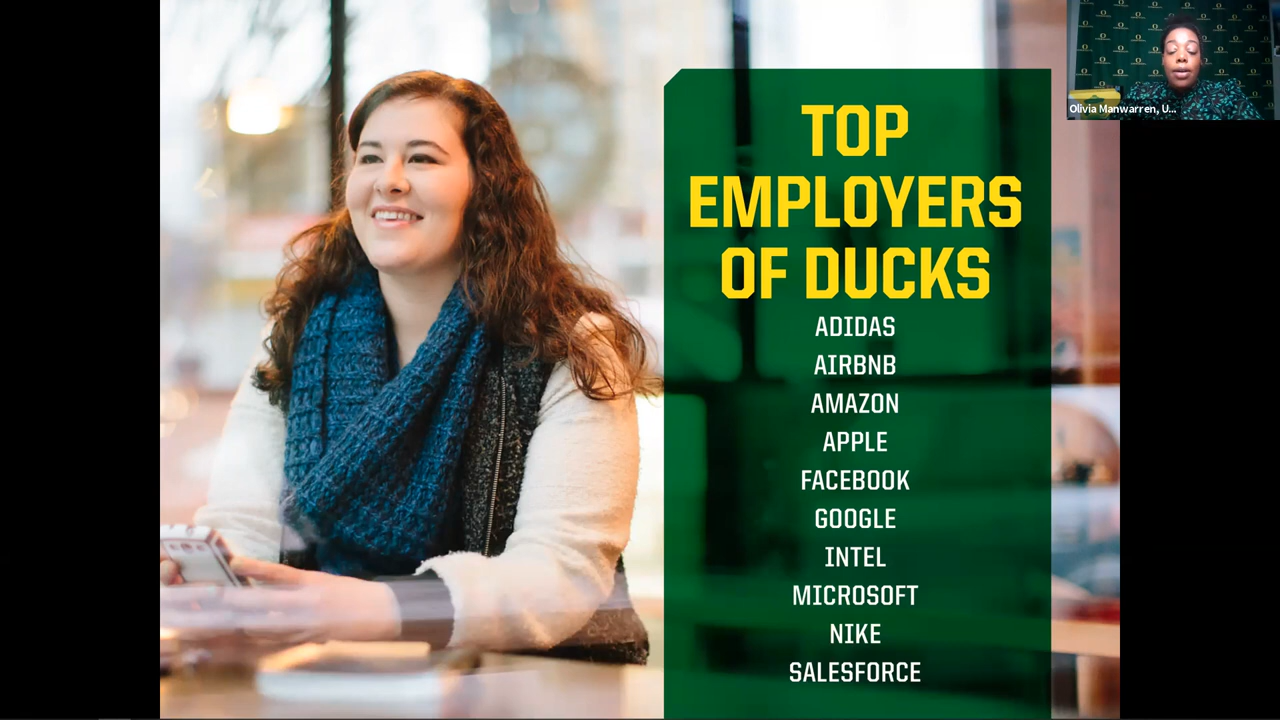 TOP
EMPLOYERS
OF DUCKS
ADIDAS
AIRBNB
AMAZON
APPLE
FACEBOOK
GOOGLE
INTEL
MICROSOFT
NIKE
SALESFORCE
Olivia Manwarren, U...